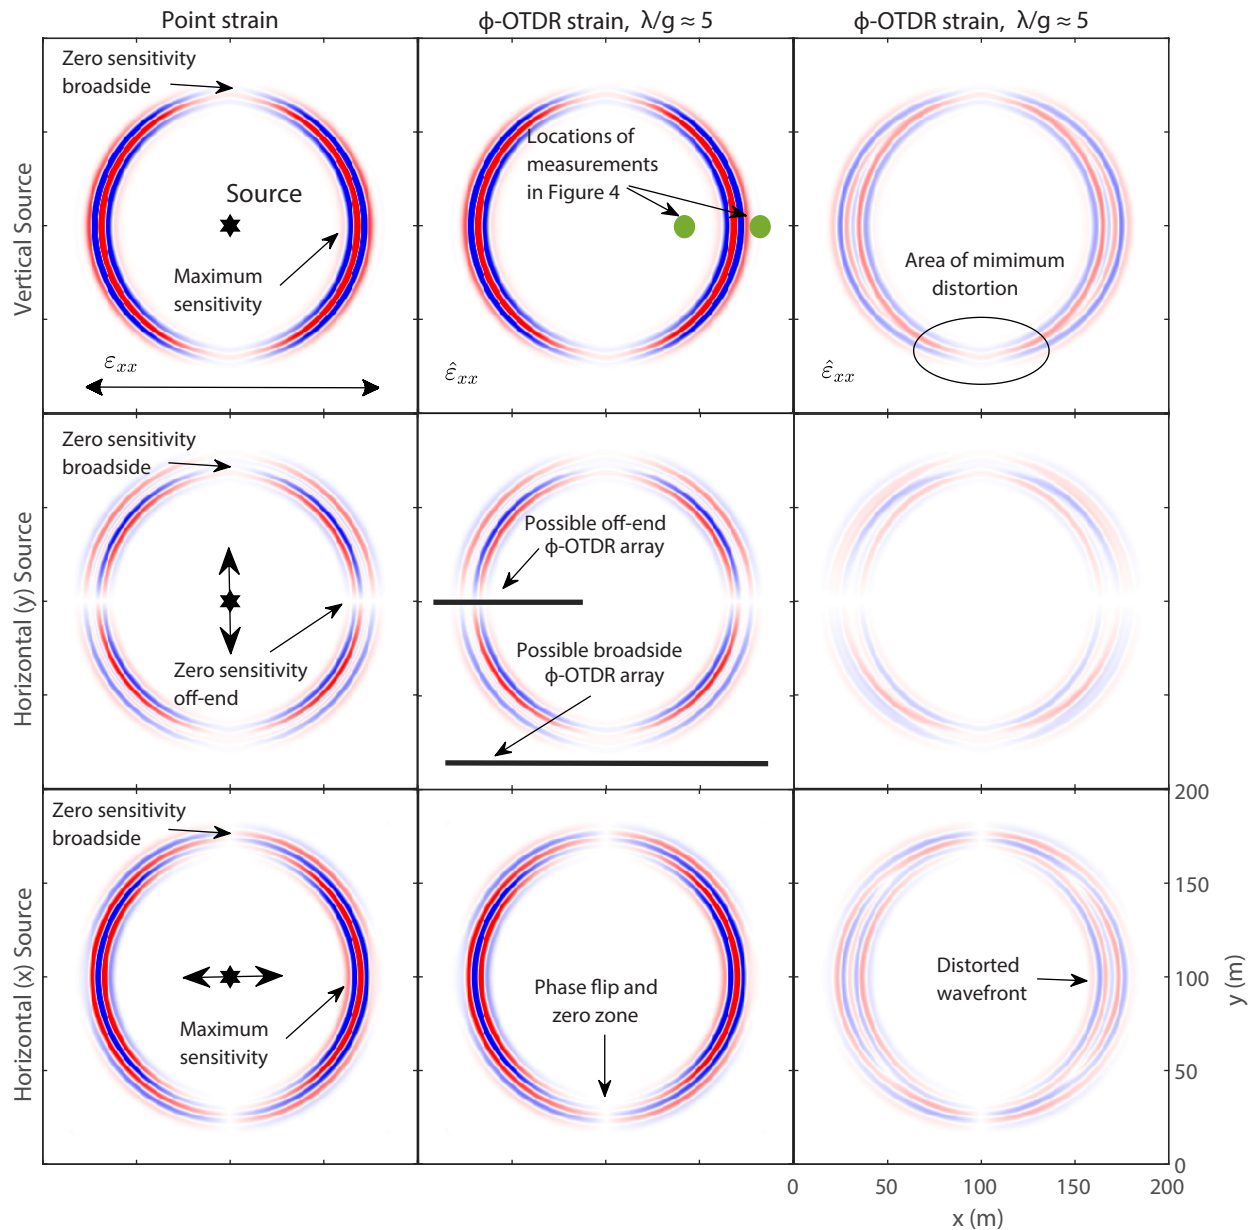 Point strain
ϕ-OTDR strain, λ/g ≈ 5
ϕ-OTDR strain, λ/g ≈ 5
Vertical Source
Zero sensitivity
broadside
Source
Maximum
sensitivity
εxx
Locations of
measurements
in Figure 4
ε̂xx
Area of mimimum
distortion
ε̂xx
Horizontal (y) Source
Zero sensitivity
broadside
Zero sensitivity
off-end
Possible off-end
ϕ-OTDR array
Possible broadside
ϕ-OTDR array
Horizontal (x) Source
Zero sensitivity
broadside
Maximum
sensitivity
Phase flip and
zero zone
Distorted
wavefront
200
150
100
50
0
y (m)
0 50 100 150 200
x (m)